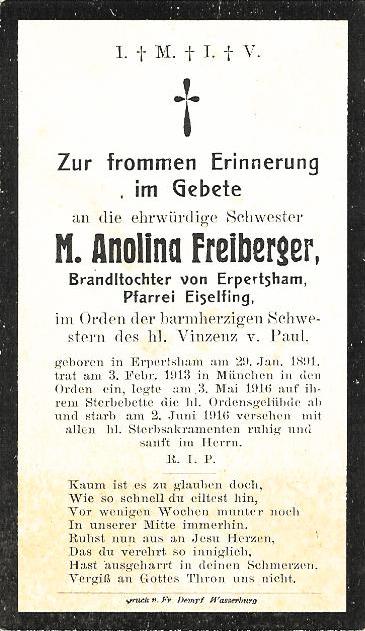 I. † M. † I. † V.
Zur frommen Erinnerung
im Gebete
an die ehrwürdige Schwester
M. Anolina Freiberger,
Brandltochter von Erpertsham,
Pfarrei Eiselfing,
im Orden der barmherzigen Schwe-
stern des hl. Vinzenz v. Paul.
geboren in Erpertsham am 29. Jan. 1891.
trat am 3. Febr. 1913 in München in den
Orden ein, legte am 3. Mai 1916 auf ih-
rem Sterbebette die hl. Ordensgelübde ab
und starb am 2. Juni 1916 versehen mit
allen hl. Sterbsakramenten ruhig und
sanft im Herrn.
R. I. P.
Kaum ist es zu glauben doch,
Wie so schnell du eiltest hin,
Vor wenigen Wochen munter noch
In unserer Mitte immerhin.
Ruhst nun aus an Jesu Herzen,
Das du verehrt so inniglich,
Hast ausgeharrt in deinen Schmerzen.
Vergiß an Gottes Thron uns nicht.
Druck v. Fr. Dempf Wasserburg